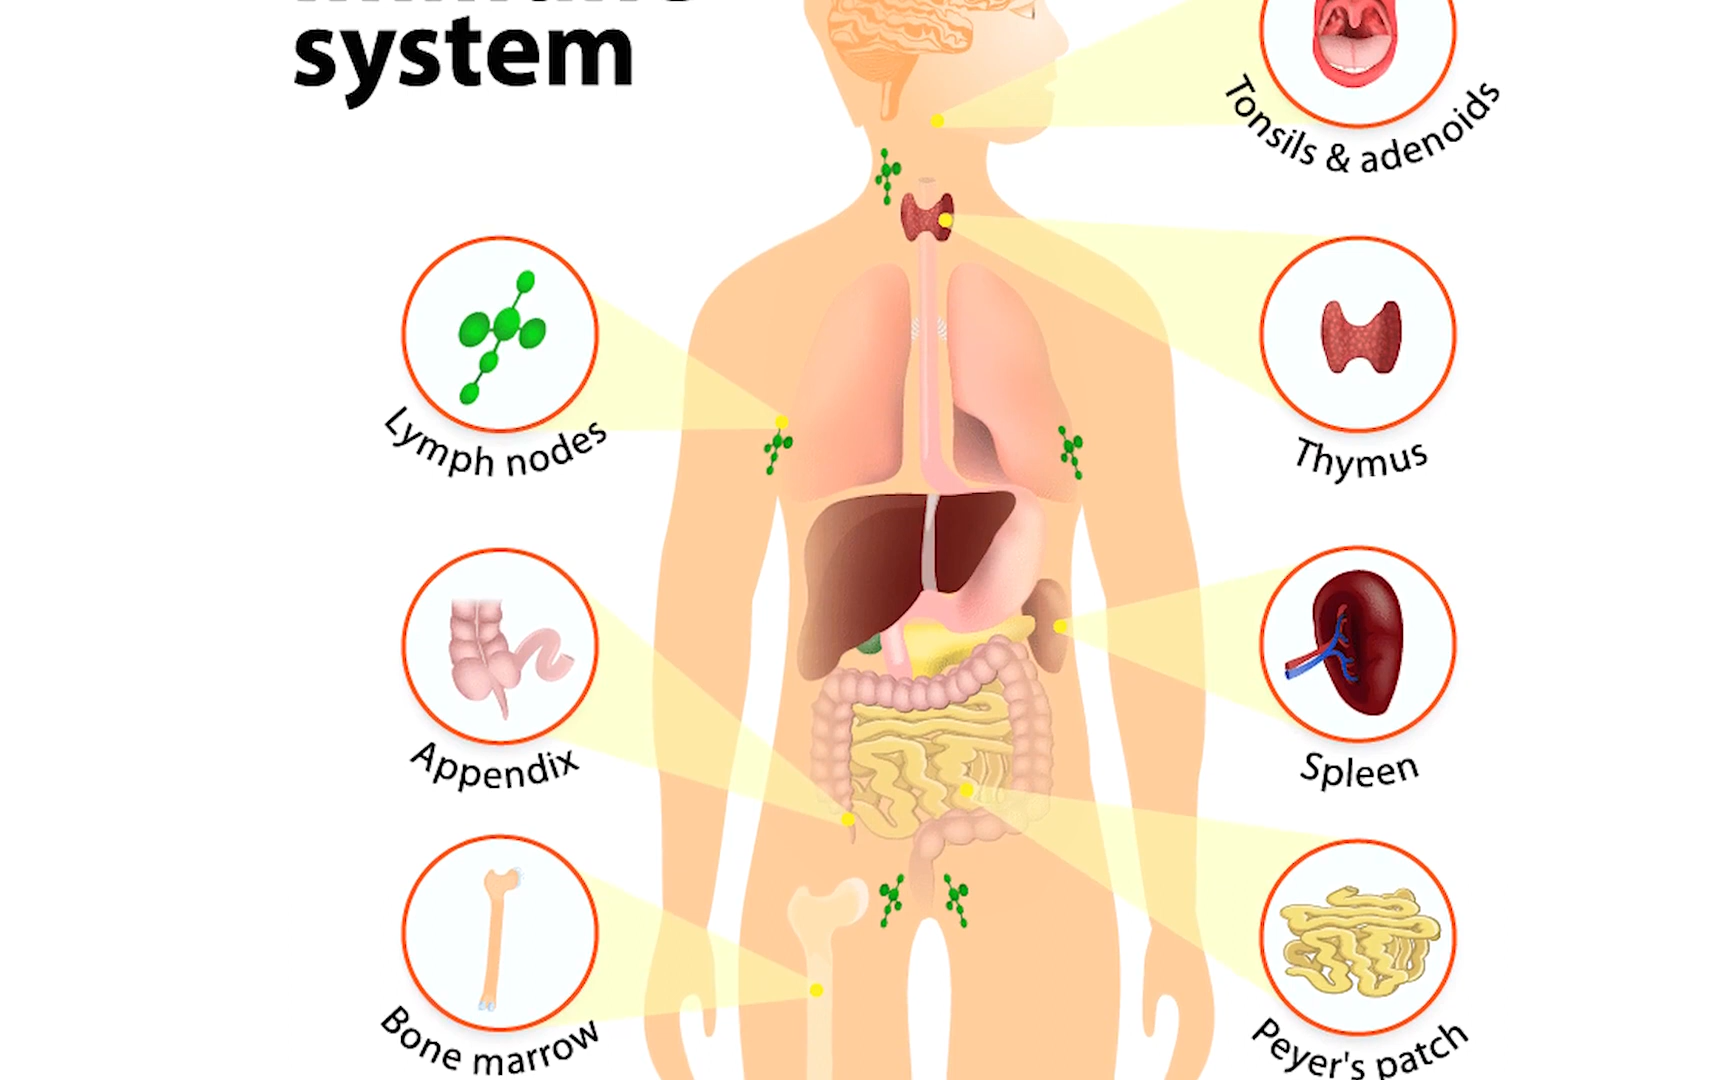 system
Tonsils & adenoids
Lymph nodes
Thymus
Appendix
Spleen
Bone marrow
Peyer's patch